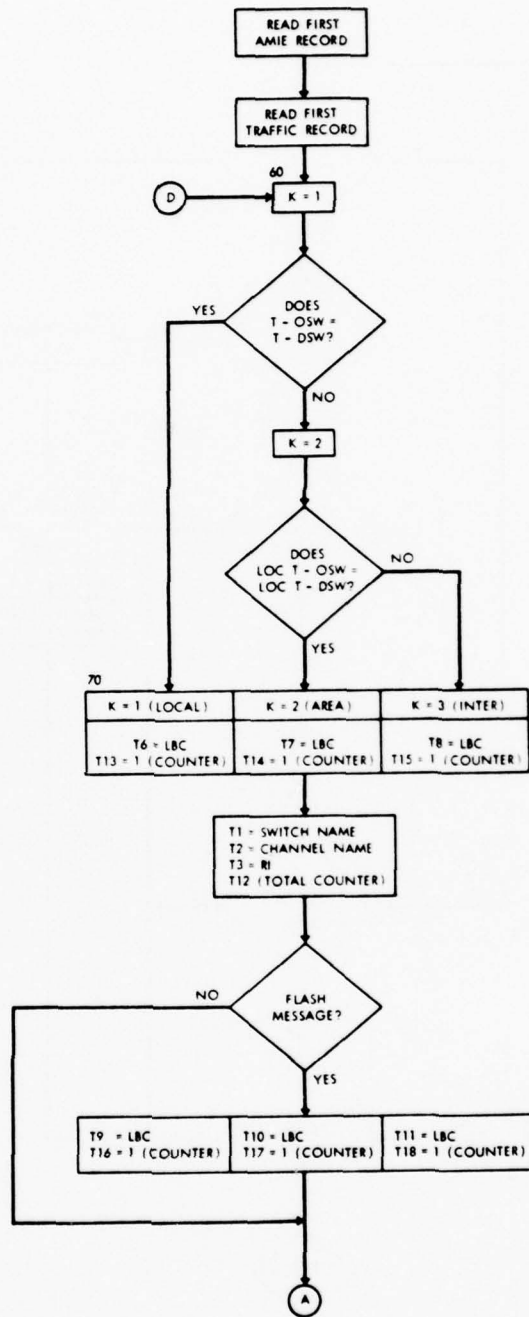 READ FIRST
AMIE RECORD
READ FIRST
TRAFFIC RECORD
60
D
K = 1
DOES
T - OSW =
T - DSW?
YES
NO
K = 2
DOES
LOC T - OSW =
LOC T - DSW?
NO
YES
70
K = 1 (LOCAL)
K = 2 (AREA)
K = 3 (INTER)
T6 = LBC
T13 = 1 (COUNTER)
T7 = LBC
T14 = 1 (COUNTER)
T8 = LBC
T15 = 1 (COUNTER)
T1 = SWITCH NAME
T2 = CHANNEL NAME
T3 = RI
T12 (TOTAL COUNTER)
FLASH
MESSAGE?
NO
YES
T9 = LBC
T16 = 1 (COUNTER)
T10 = LBC
T17 = 1 (COUNTER)
T11 = LBC
T18 = 1 (COUNTER)
A